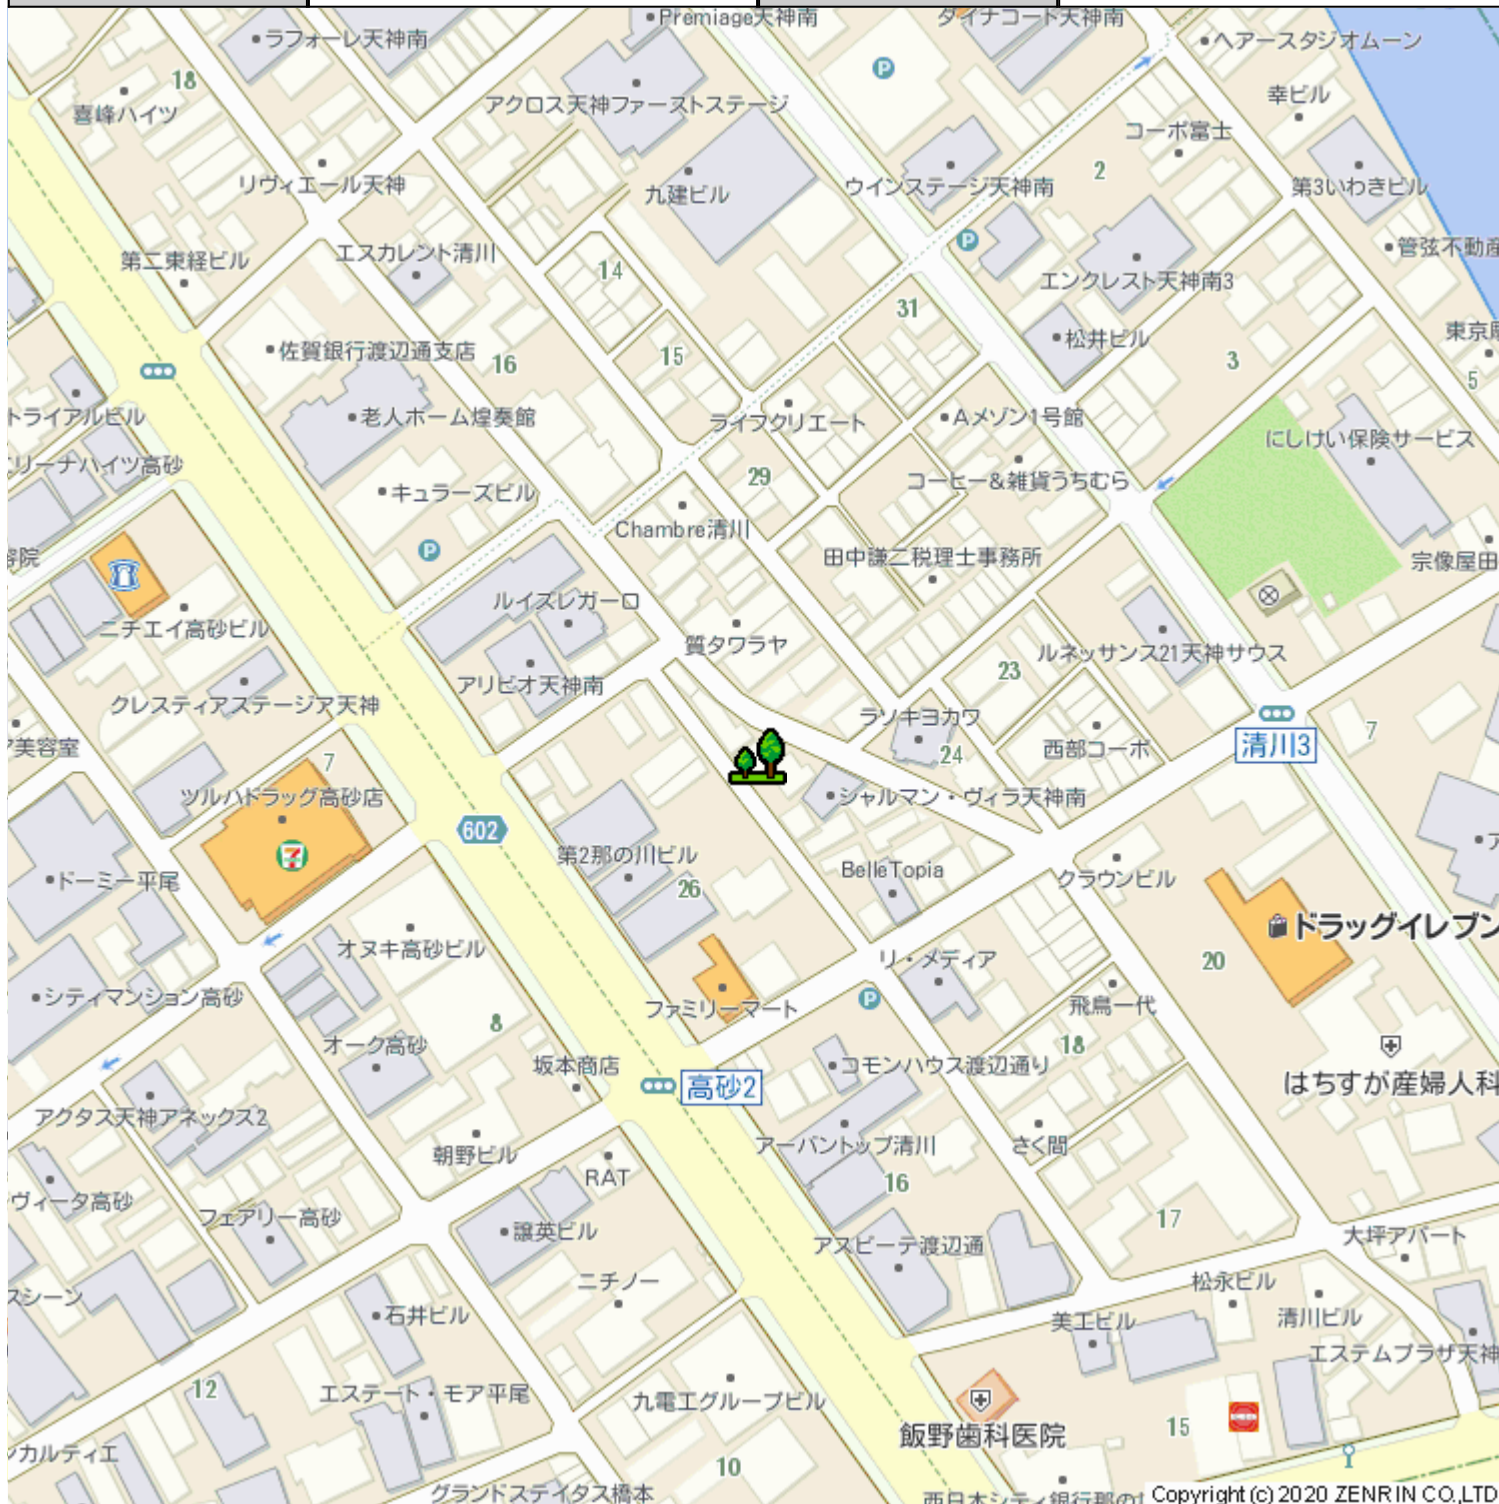 Premiage天神南
ダイナコート天神南
ラフォーレ天神南
ヘアースタジオムーン
18
喜峰ハイツ
アクロス天神ファーストステージ
P
幸ビル
コーポ富士
2
リヴィエール天神
九建ビル
ウインステージ天神南
第3いわきビル
第二東経ビル
エスカレント清川
14
P
管弦不動産
エンクレスト天神南3
31
佐賀銀行渡辺通支店
16
15
松井ビル
3
東京
5
トライアルビル
老人ホーム煌奏館
ライフクリエート
Aメゾン1号館
にしけい保険サービス
リーナハイツ高砂
キュラーズビル
29
コーヒー&雑貨うちむら
Chambre清川
P
田中謙二税理士事務所
宗像屋田
容院
ニチエイ高砂ビル
ルイスレガーロ
質タワラヤ
ルネッサンス21天神サウス
アリビオ天神南
23
クレスティアステージア天神
ラソキヨカワ
ア美容室
24
西部コーポ
清川3
7
7
ツルハドラッグ高砂店
シャルマン・ヴィラ天神南
602
第2那の川ビル
BelleTopia
クラウンビル
ドーミー平尾
26
ドラッグイレブン
オヌキ高砂ビル
リ・メディア
20
シティマンション高砂
ファミリーマート
P
飛鳥一代
8
18
オーク高砂
坂本商店
コモンハウス渡辺通り
高砂2
はちすが産婦人科
アクタス天神アネックス2
朝野ビル
アーバントップ清川
さく間
RAT
16
ヴィータ高砂
フェアリー高砂
譲英ビル
アスピーテ渡辺通
17
大坪アパート
スシーン
ニチノー
松永ビル
石井ビル
美工ビル
清川ビル
エステムプラザ天神
12
エステート・モア平尾
九電工グループビル
飯野歯科医院
15
ンカルティエ
10
グランドステイタス橋本
西日本シティ銀行那の
Copyright (c) 2020 ZENRIN CO.,LTD